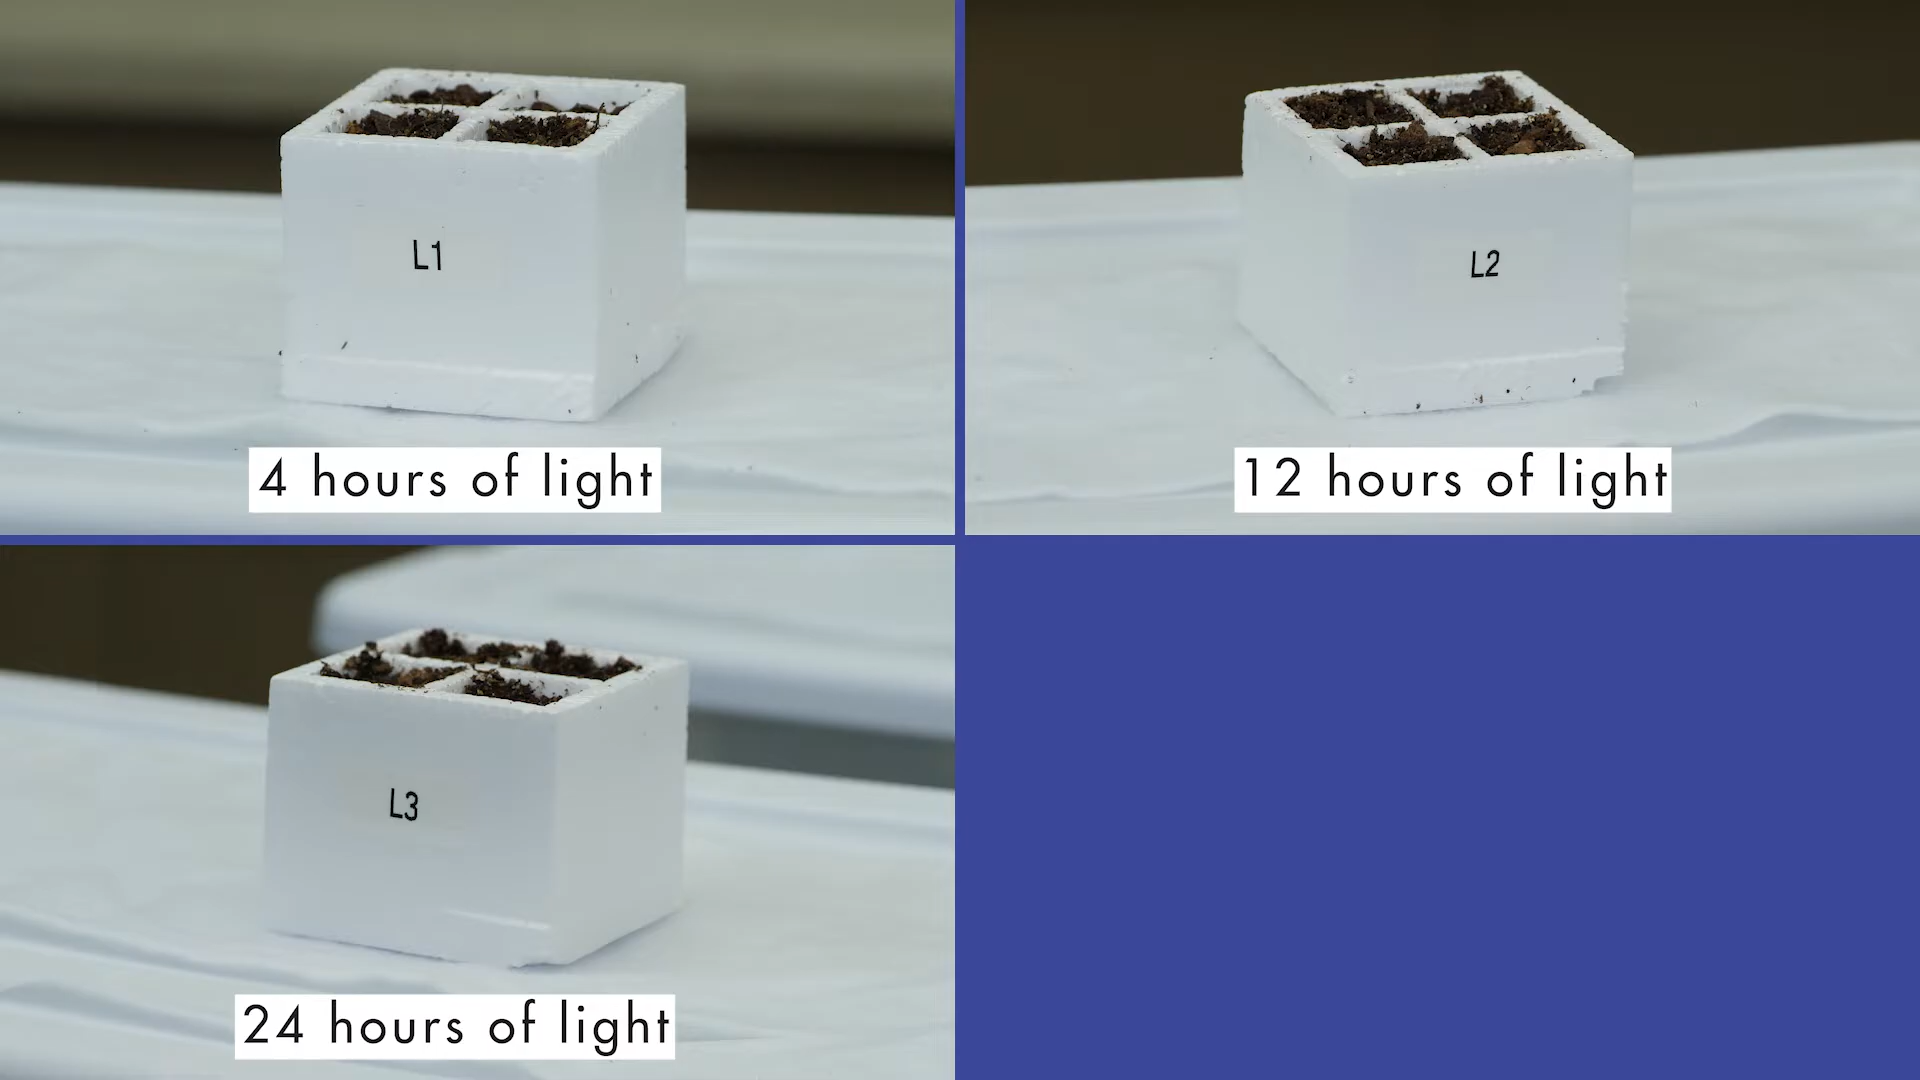 L1
4 hours of light
L2
12 hours of light
L3
24 hours of light